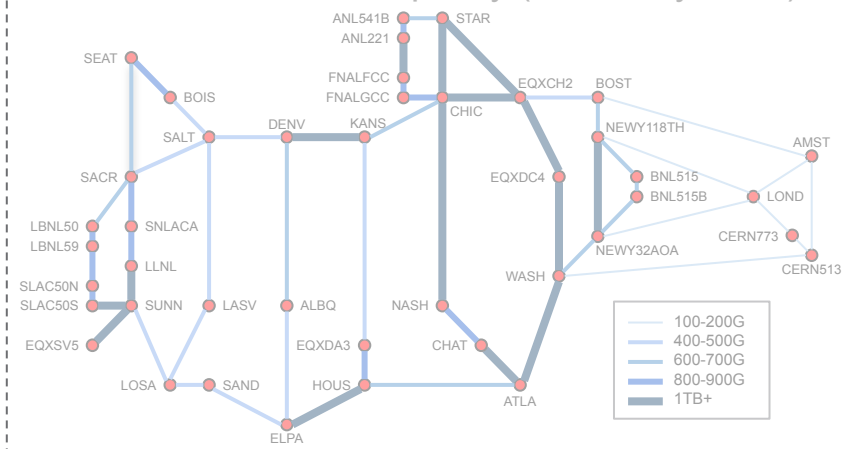 ANL541B
STAR
ANL221
SEAT
FNALFCC
EQXCH2
BOST
BOIS
FNALGCC
CHIC
DENV
KANS
NEWY118TH
SALT
AMST
SACR
EQXDC4
BNL515
BNL515B
LOND
LBNL50
SNLACA
CERN773
LBNL59
NEWY32AOA
LLNL
CERN513
WASH
SLAC50N
SLAC50S
SUNN
LASV
ALBQ
NASH
EQXSV5
EQXDA3
CHAT
LOSA
SAND
HOUS
ATLA
ELPA
100-200G
400-500G
600-700G
800-900G
1TB+